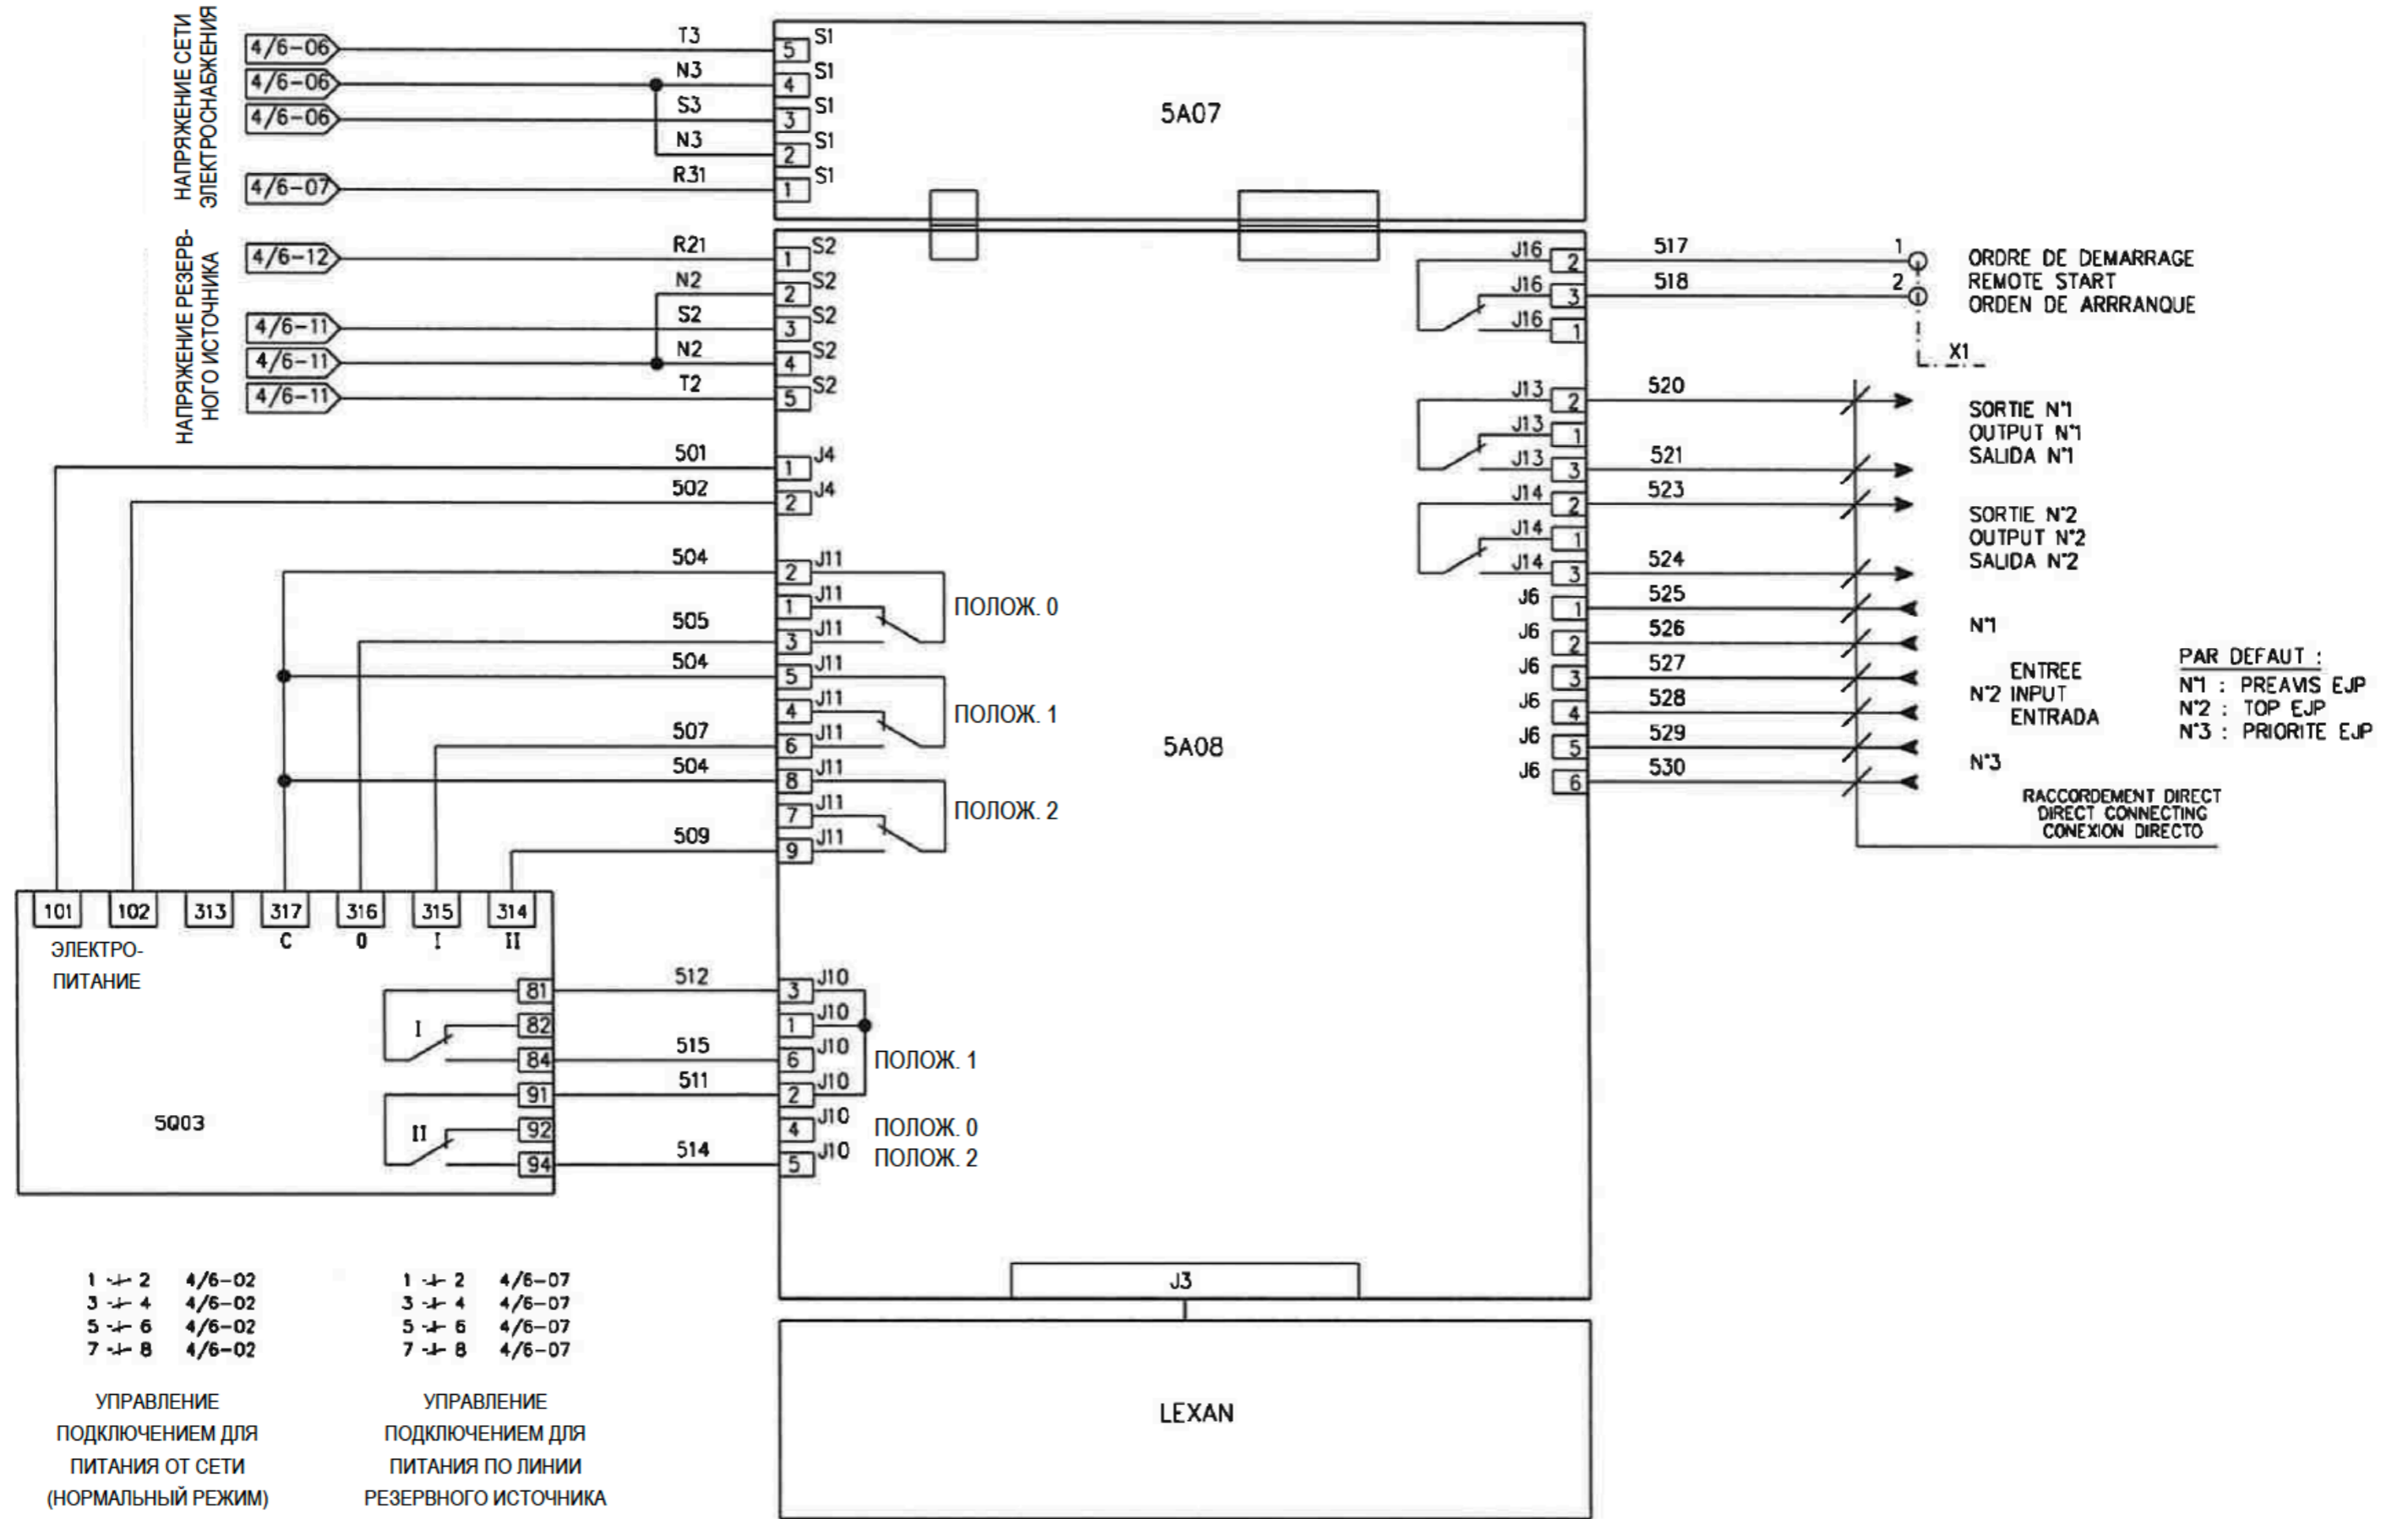 НАПРЯЖЕНИЕ СЕТИ
ЭЛЕКТРОСНАБЖЕНИЯ
4/6-06
T3
5
S1
4/6-06
N3
4
S1
4/6-06
S3
3
S1
N3
2
S1
4/6-07
R31
1
S1
5A07
НАПРЯЖЕНИЕ РЕЗЕРВ-
НОГО ИСТОЧНИКА
4/6-12
R21
1
S2
N2
2
S2
4/6-11
S2
3
S2
4/6-11
N2
4
S2
4/6-11
T2
5
S2
501
1
J4
502
2
J4
504
2
J11
1
J11
ПОЛОЖ. 0
505
3
J11
504
5
J11
4
J11
ПОЛОЖ. 1
507
6
J11
504
8
J11
7
J11
ПОЛОЖ. 2
509
9
J11
5A08
J16
2
517
1
J16
3
518
2
J16
1
ORDRE DE DEMARRAGE
REMOTE START
ORDEN DE ARRRANQUE
X1
J13
2
520
J13
1
J13
3
521
SORTIE N°1
OUTPUT N°1
SALIDA N°1
J14
2
523
J14
1
J14
3
524
SORTIE N°2
OUTPUT N°2
SALIDA N°2
J6
1
525
J6
2
526
J6
3
527
J6
4
528
J6
5
529
J6
6
530
N°1
ENTREE
N°2 INPUT
ENTRADA
N°3
PAR DEFAUT :
N°1 : PREAVIS EJP
N°2 : TOP EJP
N°3 : PRIORITE EJP
RACCORDEMENT DIRECT
DIRECT CONNECTING
CONEXION DIRECTO
101
102
313
317
316
315
314
C
0
I
II
ЭЛЕКТРО-
ПИТАНИЕ
81
512
3
J10
I
82
1
J10
84
515
6
J10
ПОЛОЖ. 1
91
511
2
J10
5Q03
II
92
4
J10
ПОЛОЖ. 0
94
514
5
J10
ПОЛОЖ. 2
J3
LEXAN
1 2 4/6-02
3 4 4/6-02
5 6 4/6-02
7 8 4/6-02
УПРАВЛЕНИЕ
ПОДКЛЮЧЕНИЕМ ДЛЯ
ПИТАНИЯ ОТ СЕТИ
(НОРМАЛЬНЫЙ РЕЖИМ)
1 2 4/6-07
3 4 4/6-07
5 6 4/6-07
7 8 4/6-07
УПРАВЛЕНИЕ
ПОДКЛЮЧЕНИЕМ ДЛЯ
ПИТАНИЯ ПО ЛИНИИ
РЕЗЕРВНОГО ИСТОЧНИКА